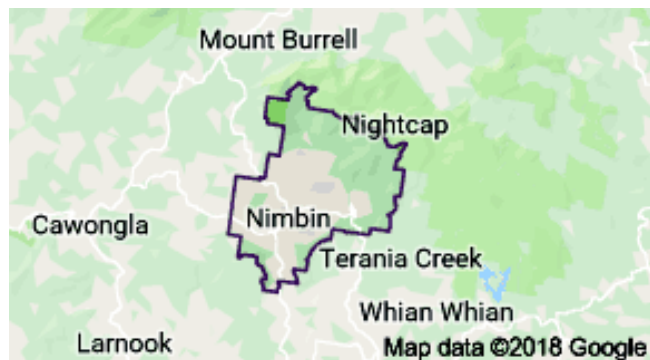 Mount Burrell
Nightcap
Nimbin
Cawongla
Terania Creek
Whian Whian
Larnook
Map data ©2018 Google